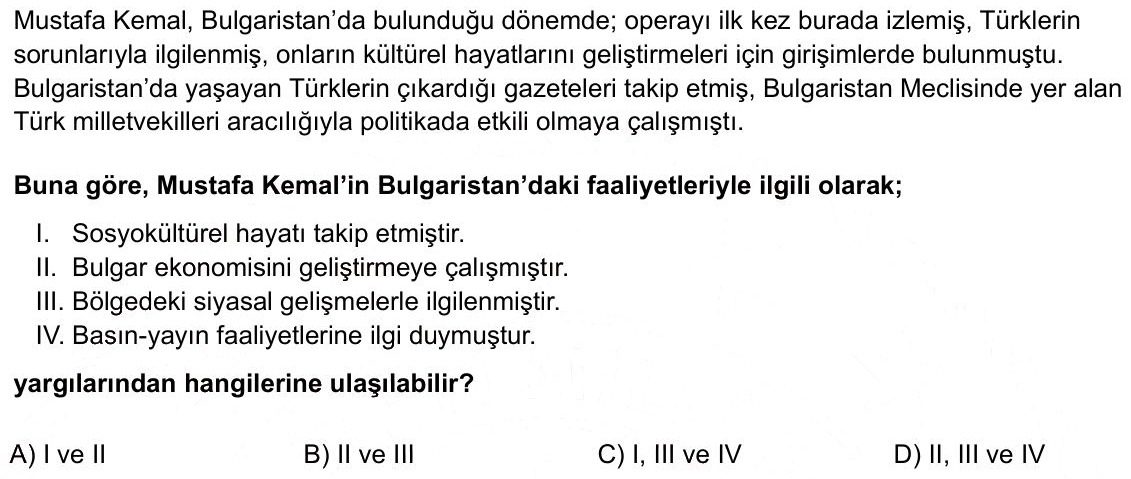 Mustafa Kemal, Bulgaristan’da bulunduğu dönemde; operayı ilk kez burada izlemiş, Türklerin
sorunlarıyla ilgilenmiş, onların kültürel hayatlarını geliştirmeleri için girişimlerde bulunmuştu.
Bulgaristan’da yaşayan Türklerin çıkardığı gazeteleri takip etmiş, Bulgaristan Meclisinde yer alan
Türk milletvekilleri aracılığıyla politikada etkili olmaya çalışmıştı.
Buna göre, Mustafa Kemal’in Bulgaristan’daki faaliyetleriyle ilgili olarak;
I. Sosyokültürel hayatı takip etmiştir.
II. Bulgar ekonomisini geliştirmeye çalışmıştır.
III. Bölgedeki siyasal gelişmelerle ilgilenmiştir.
IV. Basın-yayın faaliyetlerine ilgi duymuştur.
yargılarından hangilerine ulaşılabilir?
A) I ve II B) II ve III C) I, III ve IV D) II, III ve IV